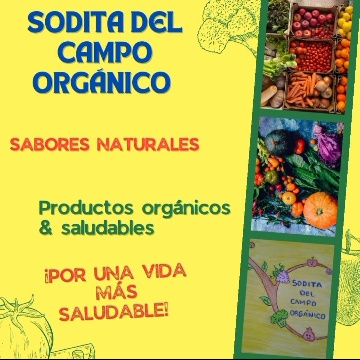 SODITA DEL
CAMPO
ORGÁNICO
SABORES NATURALES
Productos orgánicos
& saludables
¡POR UNA VIDA
MÁS
SALUDABLE!
SODITA
DEL
CAMPO
ORGÁNICO